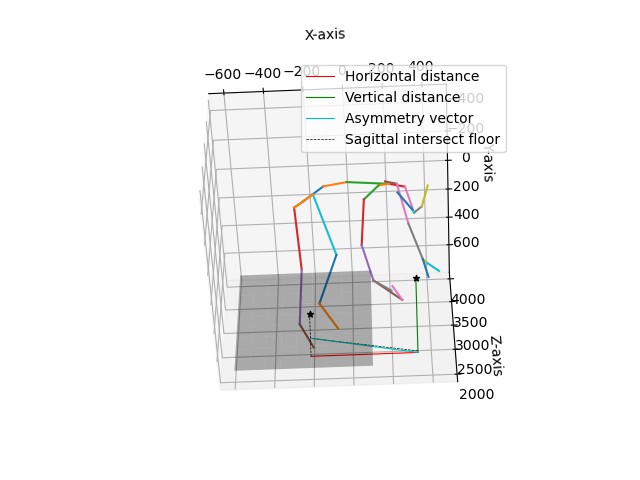 X-axis
−600 −400 −200 0 200 400
Horizontal distance
Vertical distance
Asymmetry vector
Sagittal intersect floor
−400
−200
0
200
400
600
Y-axis
4000
3500
3000
2500
2000
Z-axis